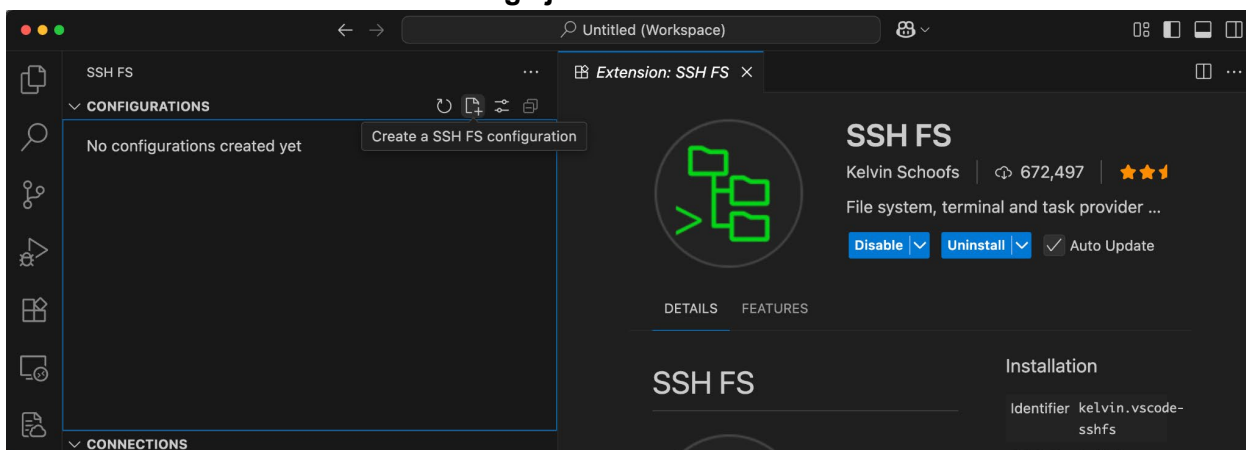 Untitled (Workspace)
SSH FS
CONFIGURATIONS
Create a SSH FS configuration
No configurations created yet
CONNECTIONS
Extension: SSH FS
SSH FS
Kelvin Schoofs 672,497
File system, terminal and task provider ...
Disable Uninstall Auto Update
DETAILS FEATURES
SSH FS
Installation
Identifier kelvin.vscode-
sshfs